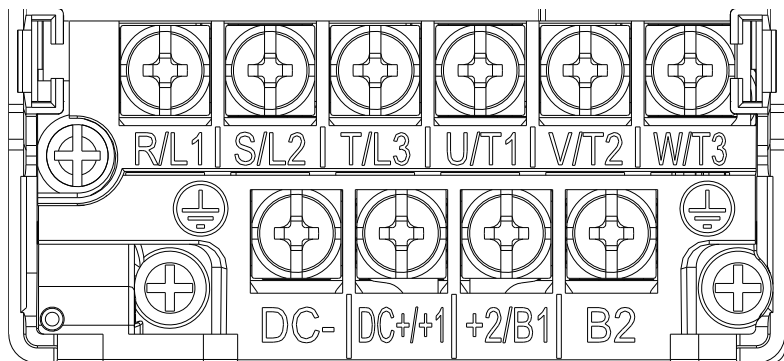 R/L1 S/L2 T/L3 U/T1 V/T2 W/T3
DC- DC+/+1 +2/B1 B2